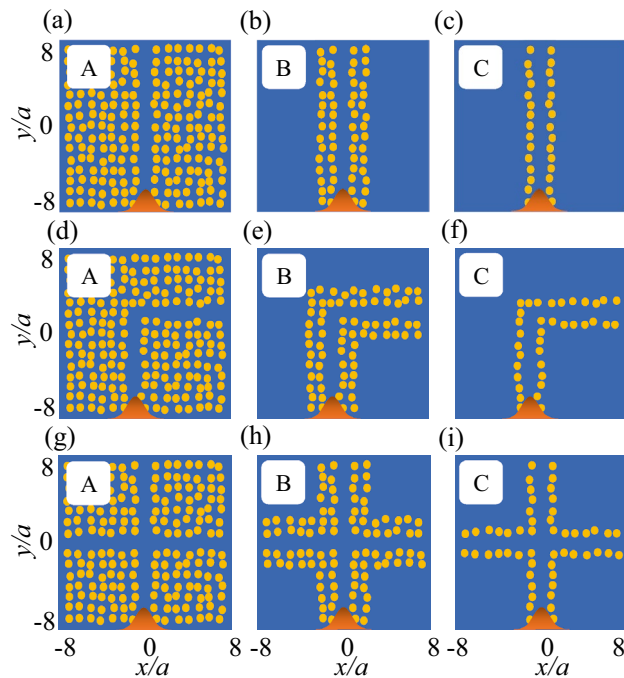 (a) (b) (c)
8 A B C
y/a
0
-8
(d) (e) (f)
8 A B C
y/a
0
-8
(g) (h) (i)
8 A B C
y/a
0
-8
-8 0 8 -8 0 8 -8 0 8
x/a x/a x/a